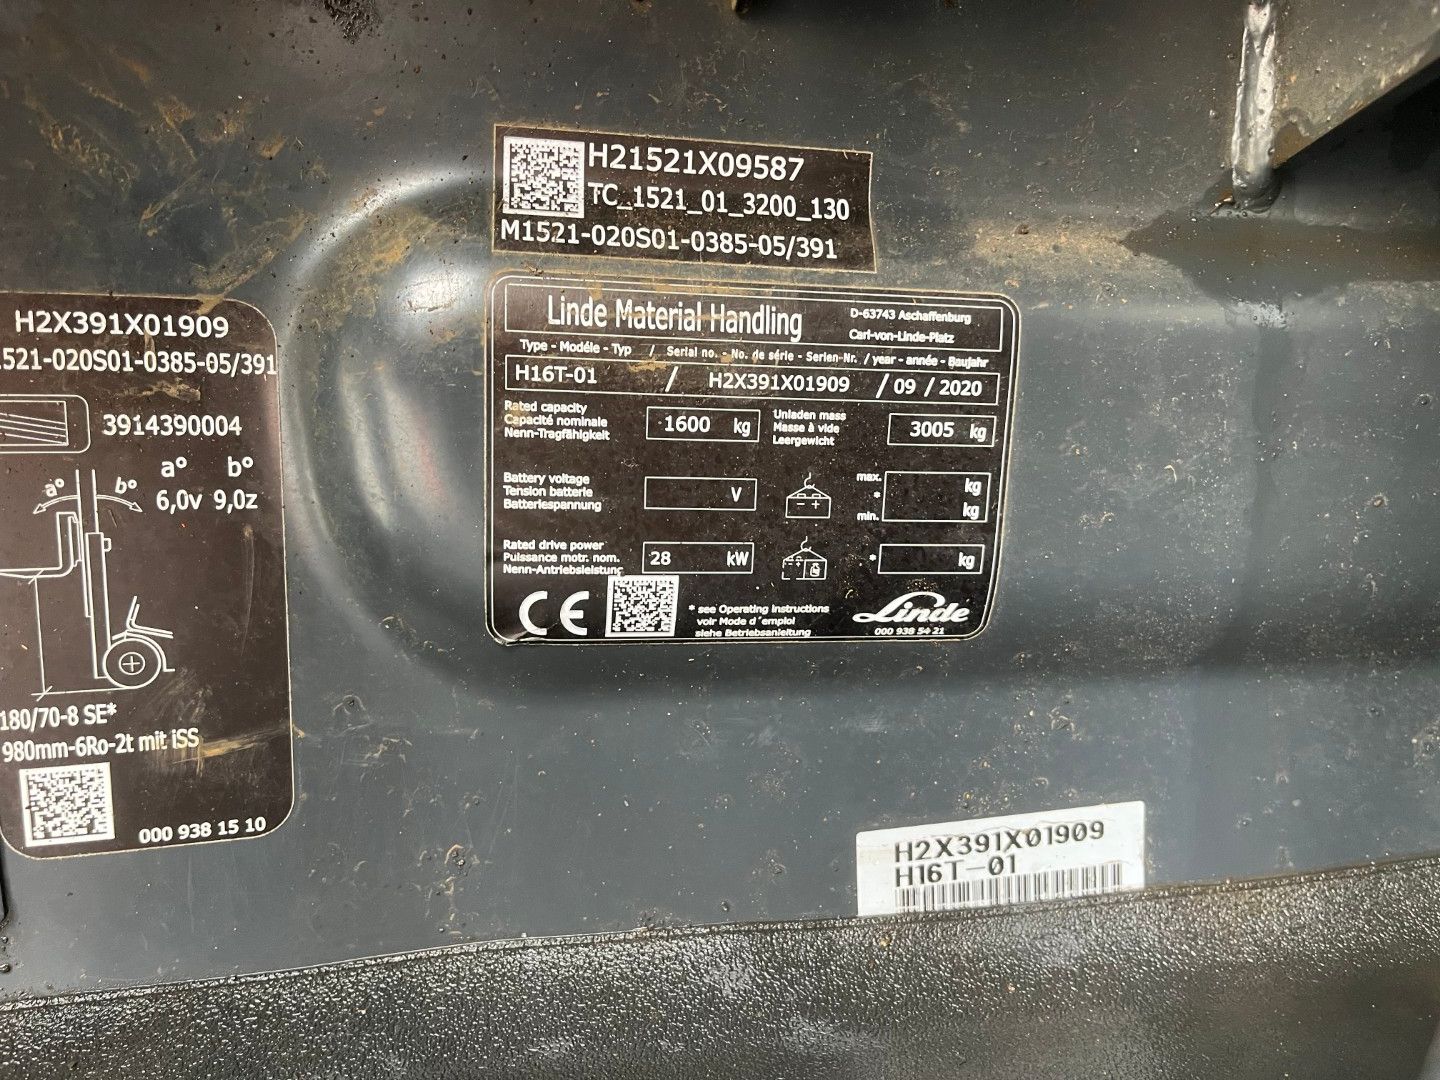 H21521X09587
TC_1521_01_3200_130
M1521-020S01-0385-05/391
Linde Material Handling
D-63743 Aschaffenburg
Carl-von-Linde-Platz
Type - Modéle - Typ / Serial no. - No. de série - Serien-Nr. / year - année - Baujahr
H16T-01 / H2X391X01909 / 09 / 2020
Rated capacity
Capacité nominale
Nenn-Tragfähigkeit
1600 kg
Unladen mass
Masse à vide
Leergewicht
3005 kg
Battery voltage
Tension batterie
Batteriespannung
V
- +
max. kg
*
min. kg
Rated drive power
Puissance motr. nom.
Nenn-Antriebsleistung
28 kW
* kg
CE
* see Operating instructions
voir Mode d'emploi
siehe Betriebsanleitung
Linde
000 938 54 21
H2X391X01909
1521-020S01-0385-05/391
3914390004
a° b°
6,0v 9,0z
a° b°
180/70-8 SE*
980mm-6Ro-2t mit iSS
000 938 15 10
H2X391X01909
H16T-01